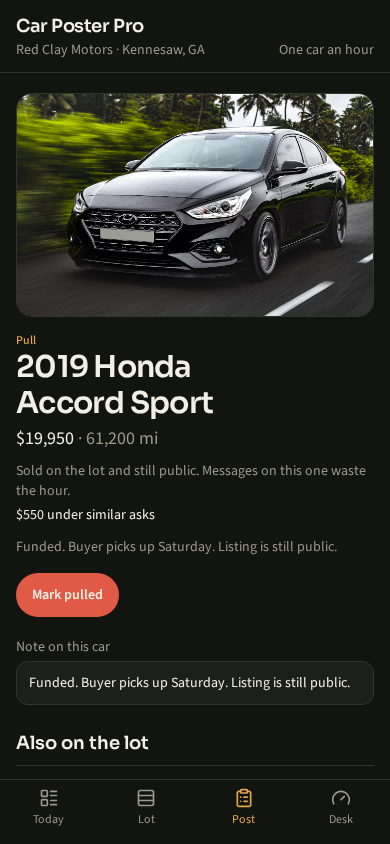 Car Poster Pro
Red Clay Motors · Kennesaw, GA
One car an hour
Pull
2019 Honda
Accord Sport
$19,950 · 61,200 mi
Sold on the lot and still public. Messages on this one waste
the hour.
$550 under similar asks
Funded. Buyer picks up Saturday. Listing is still public.
Mark pulled
Note on this car
Funded. Buyer picks up Saturday. Listing is still public.
Also on the lot
Today
Lot
Post
Desk